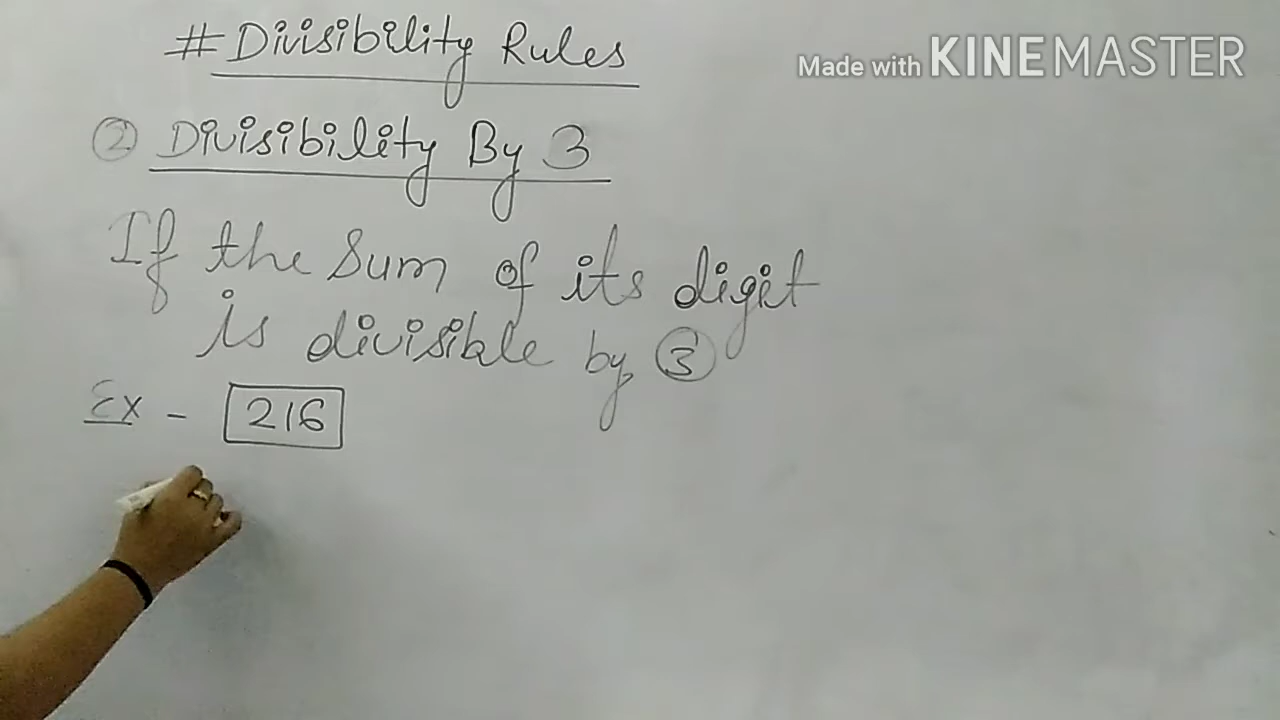 # Divisibility Rules
Made with KINEMASTER
② Divisibility By 3
If the Sum of its digit
is divisible by ③
Ex - 216